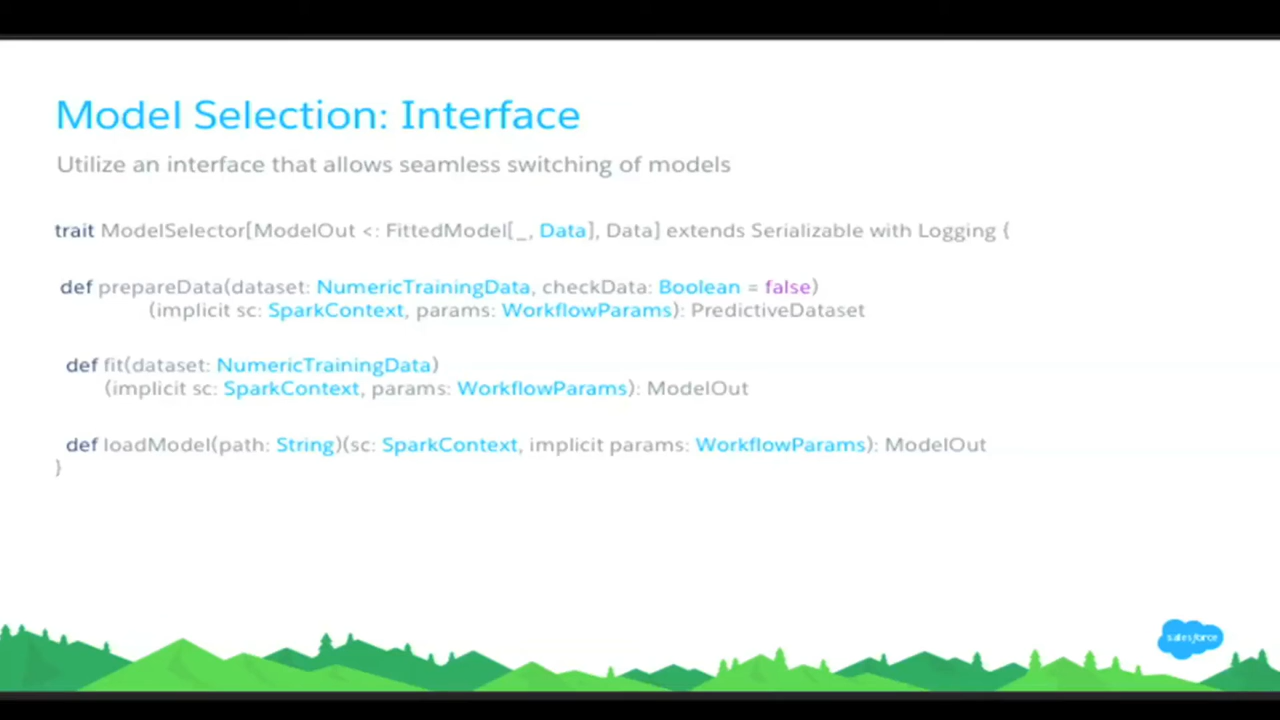 Model Selection: Interface
Utilize an interface that allows seamless switching of models
trait ModelSelector[ModelOut <: FittedModel[_, Data], Data] extends Serializable with Logging {
def prepareData(dataset: NumericTrainingData, checkData: Boolean = false)
(implicit sc: SparkContext, params: WorkflowParams): PredictiveDataset
def fit(dataset: NumericTrainingData)
(implicit sc: SparkContext, params: WorkflowParams): ModelOut
def loadModel(path: String)(sc: SparkContext, implicit params: WorkflowParams): ModelOut
}
salesforce